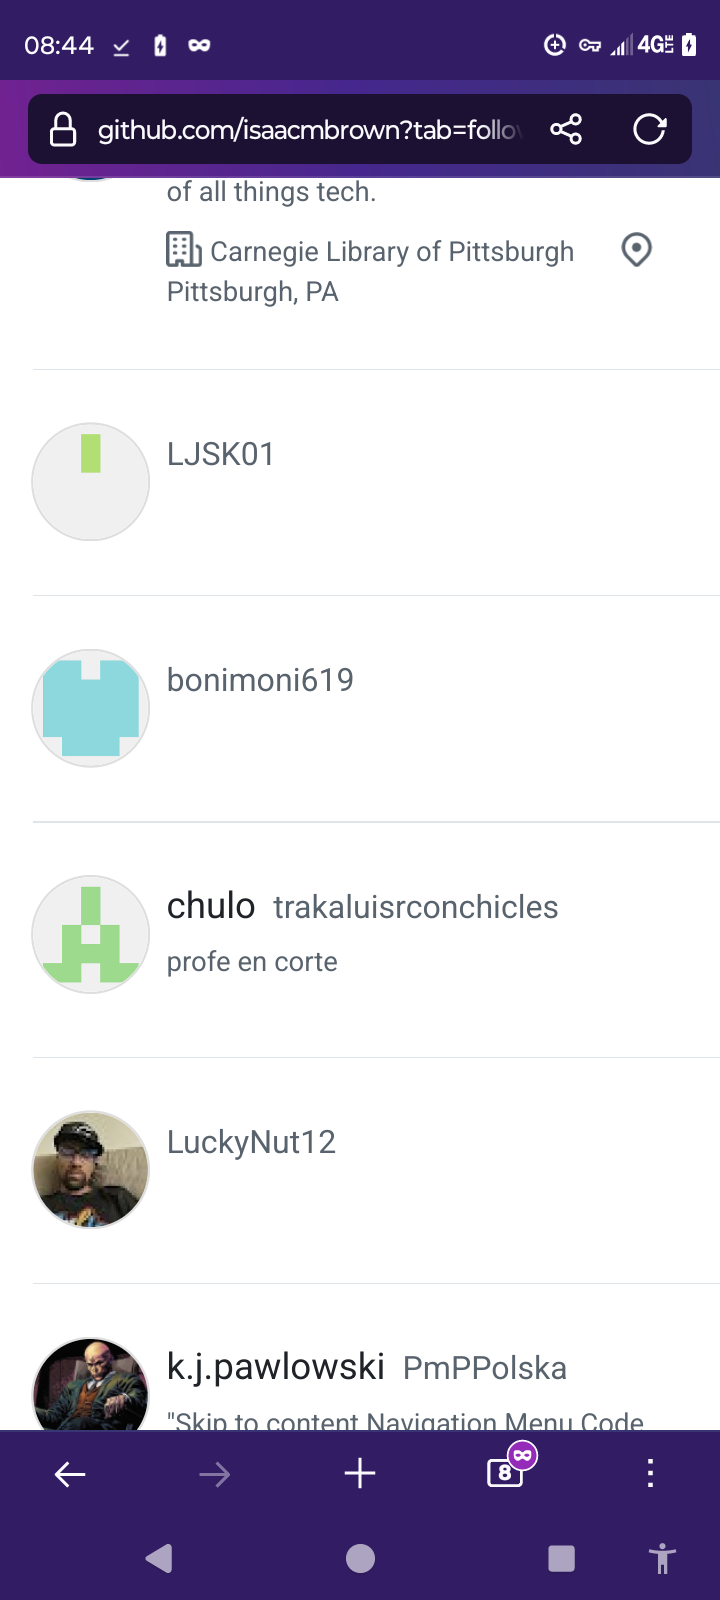 08:44
4G LTE
github.com/isaacmbrown?tab=follo
of all things tech.
Carnegie Library of Pittsburgh
Pittsburgh, PA
LJSK01
bonimoni619
chulo trakaluisrconchicles
profe en corte
LuckyNut12
k.j.pawlowski PmPPolska
"Skip to content Navigation Menu Code
8